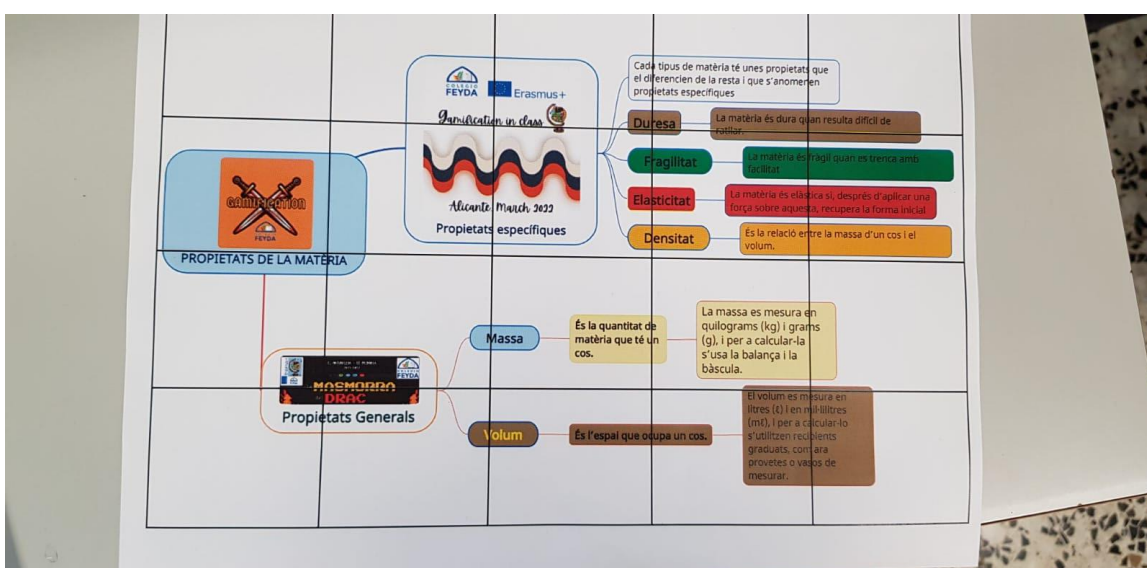 COLEGIO
FEYDA
Erasmus+
Gamification in class
Alicante March 2022
Propietats específiques
Cada tipus de matèria té unes propietats que
el diferencien de la resta i que s'anomenen
propietats específiques
Duresa
La matèria és dura quan resulta difícil de
ratllar.
Fragilitat
La matèria és fràgil quan es trenca amb
facilitat
Elasticitat
La matèria és elàstica si, després d'aplicar una
força sobre aquesta, recupera la forma inicial
Densitat
És la relació entre la massa d'un cos i el
volum.
GAMIFICATION
FEYDA
PROPIETATS DE LA MATÈRIA
Massa
És la quantitat de
matèria que té un
cos.
La massa es mesura en
quilograms (kg) i grams
(g), i per a calcular-la
s'usa la balança i la
bàscula.
FEYDA
MASMORRA
DRAC
Propietats Generals
Volum
És l'espai que ocupa un cos.
El volum es mesura en
litres (ℓ) i en mil·lilitres
(mℓ), i per a calcular-lo
s'utilitzen recipients
graduats, com ara
provetes o vasos de
mesurar.